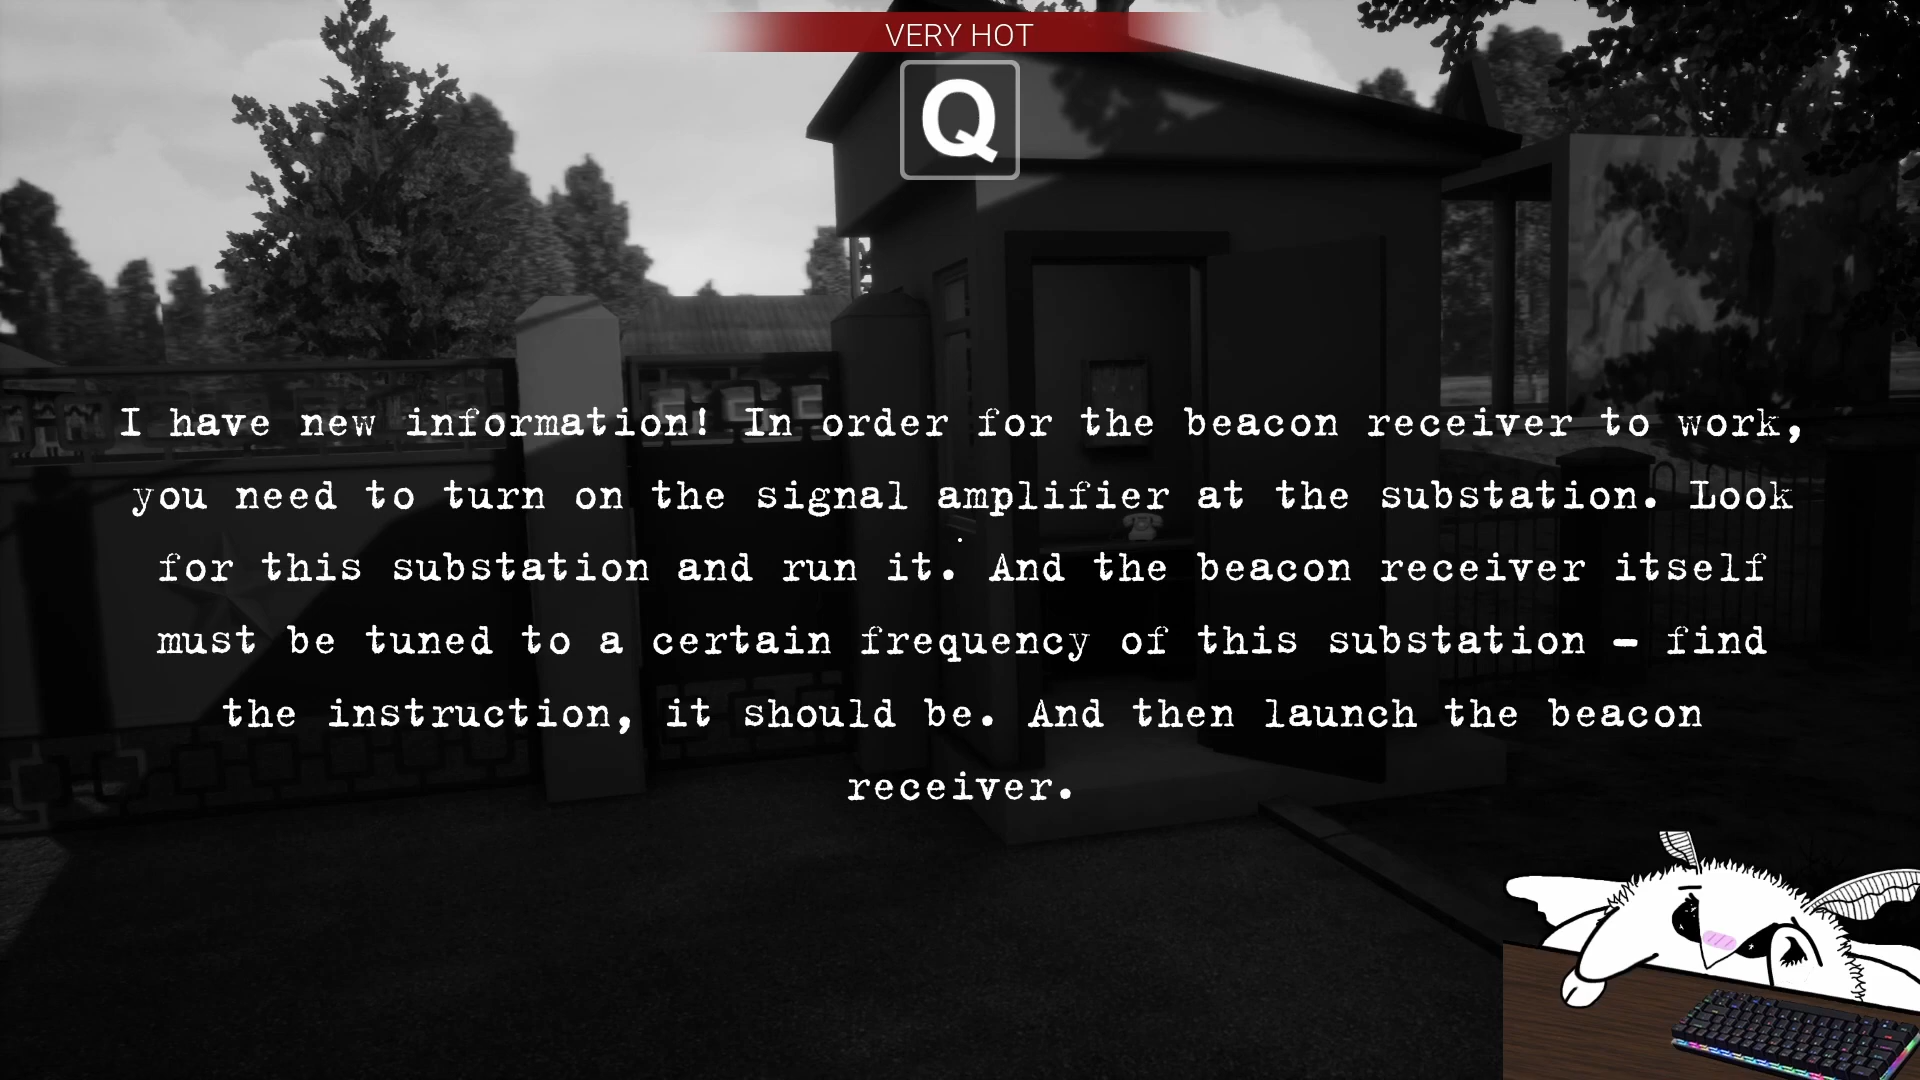 VERY HOT
Q
I have new information! In order for the beacon receiver to work,
you need to turn on the signal amplifier at the substation. Look
for this substation and run it. And the beacon receiver itself
must be tuned to a certain frequency of this substation – find
the instruction, it should be. And then launch the beacon
receiver.